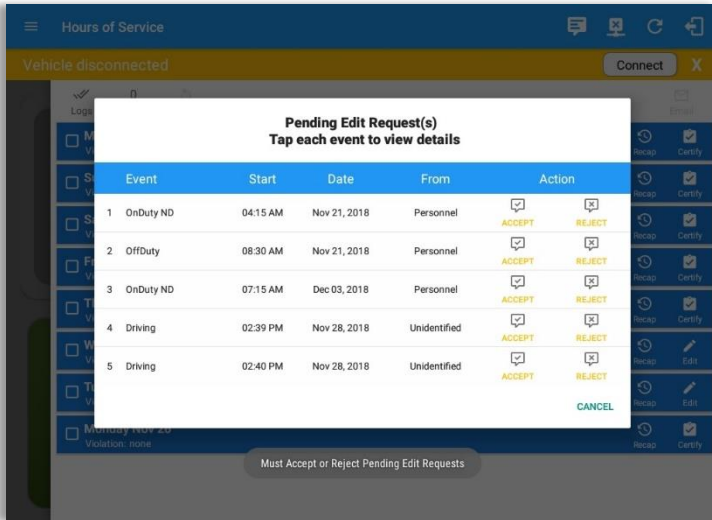 Hours of Service
Vehicle disconnected
Connect
X
Logs
0
Email
Pending Edit Request(s)
Tap each event to view details
Event Start Date From Action
1 OnDuty ND 04:15 AM Nov 21, 2018 Personnel ACCEPT REJECT
2 OffDuty 08:30 AM Nov 21, 2018 Personnel ACCEPT REJECT
3 OnDuty ND 07:15 AM Dec 03, 2018 Personnel ACCEPT REJECT
4 Driving 02:39 PM Nov 28, 2018 Unidentified ACCEPT REJECT
5 Driving 02:40 PM Nov 28, 2018 Unidentified ACCEPT REJECT
CANCEL
Recap Certify
Recap Certify
Recap Certify
Recap Certify
Recap Certify
Recap Edit
Recap Edit
Monday Nov 26
Violation: none
Recap Certify
Must Accept or Reject Pending Edit Requests